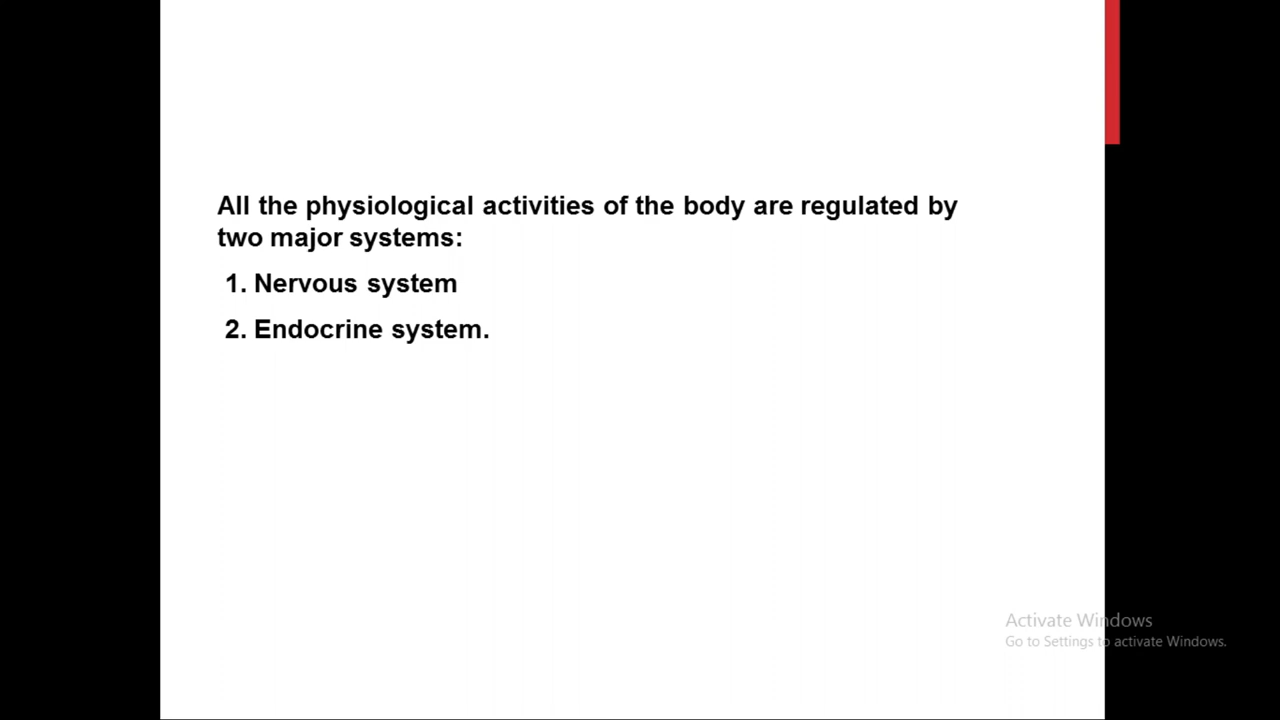 All the physiological activities of the body are regulated by
two major systems:
1. Nervous system
2. Endocrine system.
Activate Windows
Go to Settings to activate Windows.